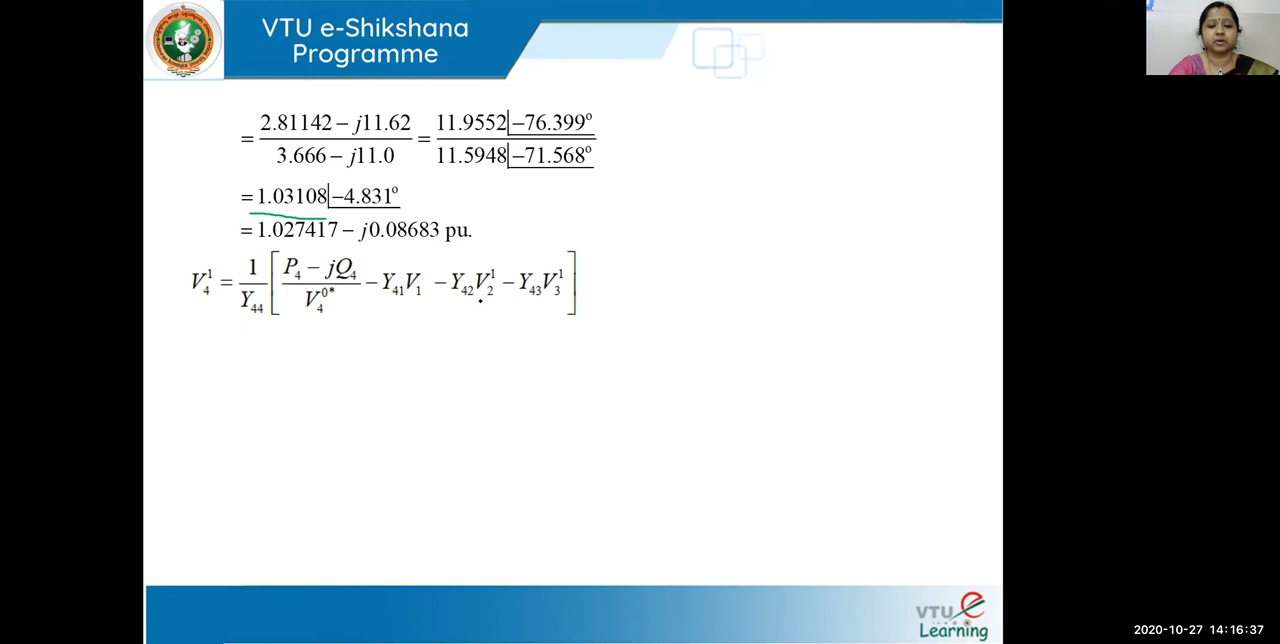 VTU e-Shikshana
Programme
= 2.81142 − j11.62 / 3.666 − j11.0 = 11.9552|−76.399° / 11.5948|−71.568°
= 1.03108|−4.831°
= 1.027417 − j0.08683 pu.
V₄¹ = 1/Y₄₄ [ (P₄ − jQ₄)/V₄⁰* − Y₄₁V₁ − Y₄₂V₂¹ − Y₄₃V₃¹ ]
VTU e
Learning
2020-10-27 14:16:37